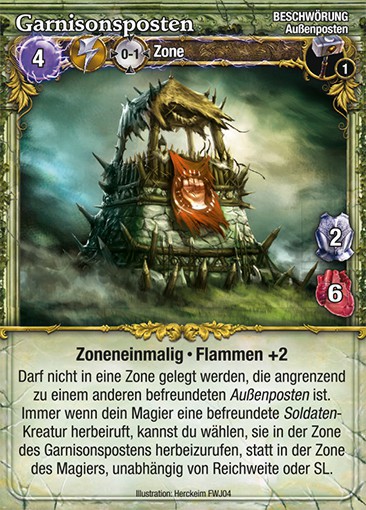 Garnisonsposten
BESCHWÖRUNG
Außenposten
4
0-1
Zone
1
2
6
Zoneneinmalig • Flammen +2
Darf nicht in eine Zone gelegt werden, die angrenzend
zu einem anderen befreundeten Außenposten ist.
Immer wenn dein Magier eine befreundete Soldaten-
Kreatur herbeiruft, kannst du wählen, sie in der Zone
des Garnisonspostens herbeizurufen, statt in der Zone
des Magiers, unabhängig von Reichweite oder SL.
Illustration: Herckeim FWJ04